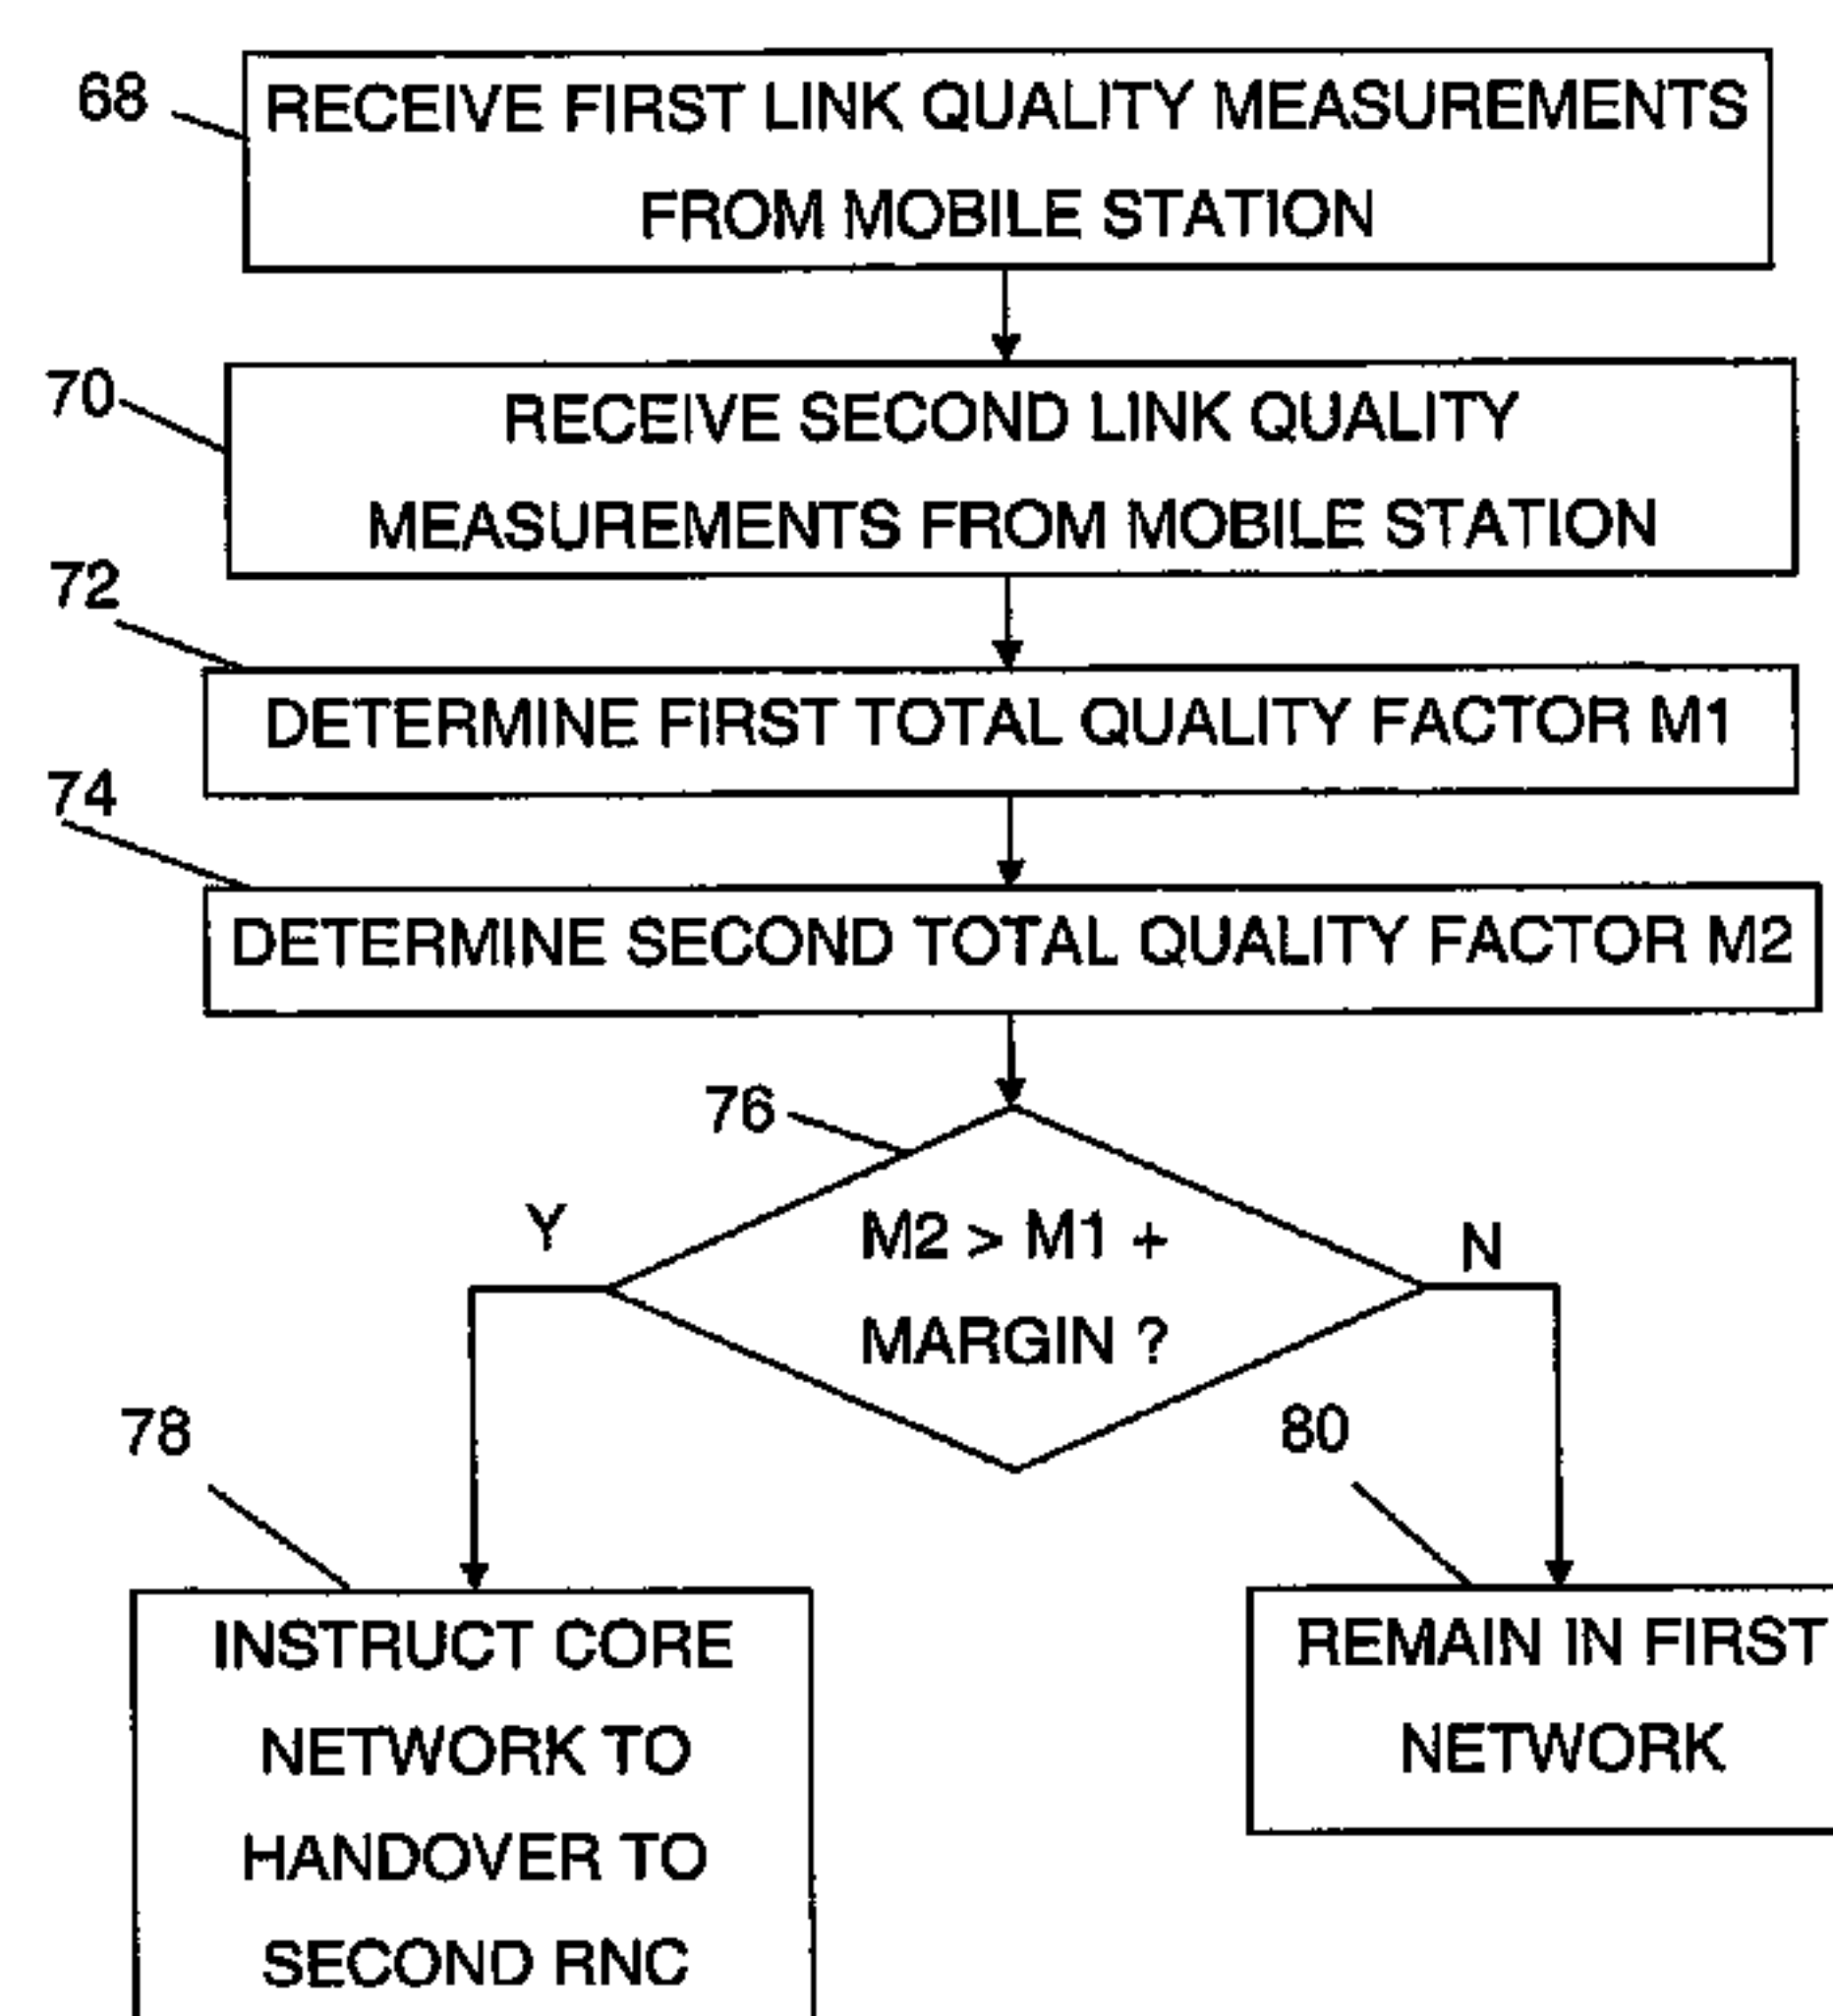 68
RECEIVE FIRST LINK QUALITY MEASUREMENTS
FROM MOBILE STATION
70
RECEIVE SECOND LINK QUALITY
MEASUREMENTS FROM MOBILE STATION
72
DETERMINE FIRST TOTAL QUALITY FACTOR M1
74
DETERMINE SECOND TOTAL QUALITY FACTOR M2
76
Y
M2 > M1 +
MARGIN ?
N
78
INSTRUCT CORE
NETWORK TO
HANDOVER TO
SECOND RNC
80
REMAIN IN FIRST
NETWORK